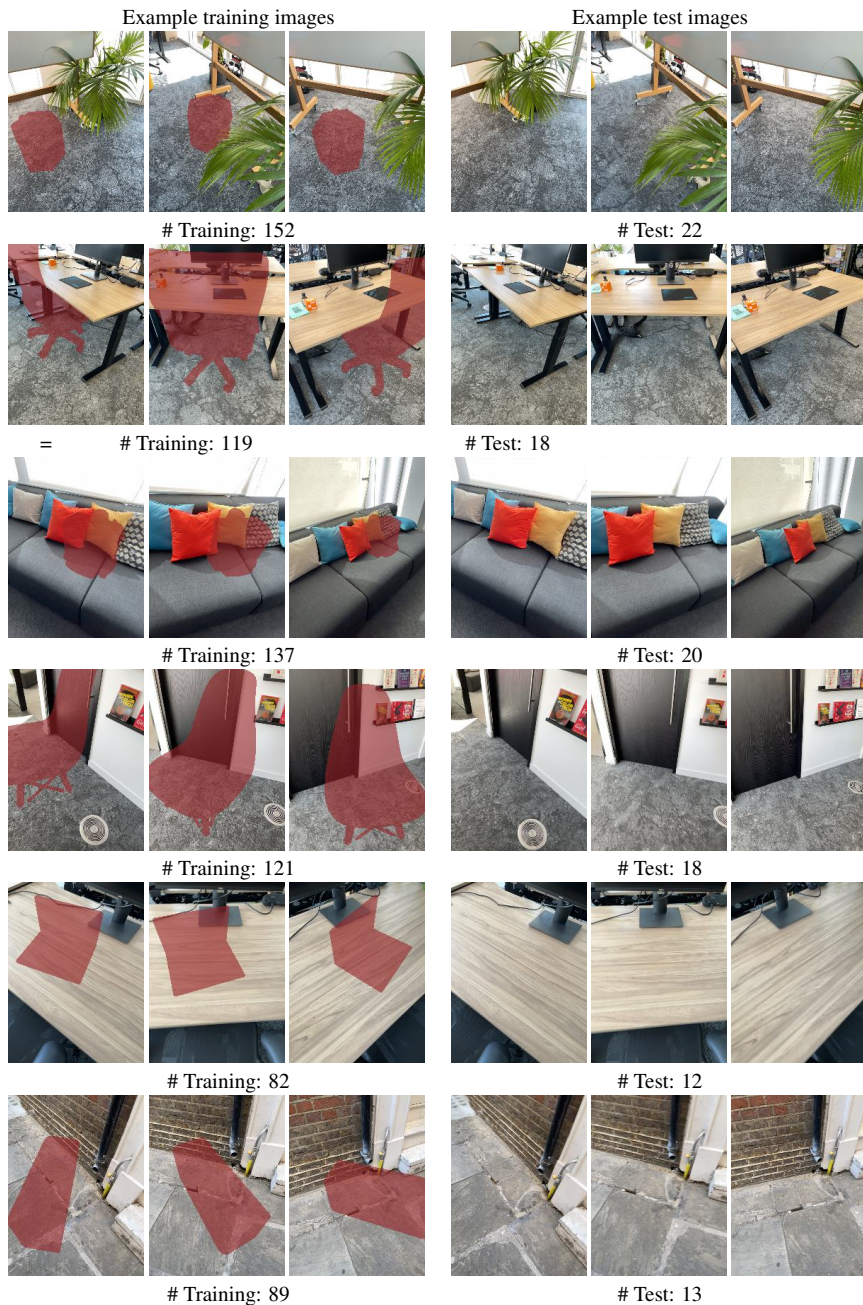 Example training images Example test images
# Training: 152 # Test: 22
= # Training: 119 # Test: 18
# Training: 137 # Test: 20
# Training: 121 # Test: 18
# Training: 82 # Test: 12
# Training: 89 # Test: 13